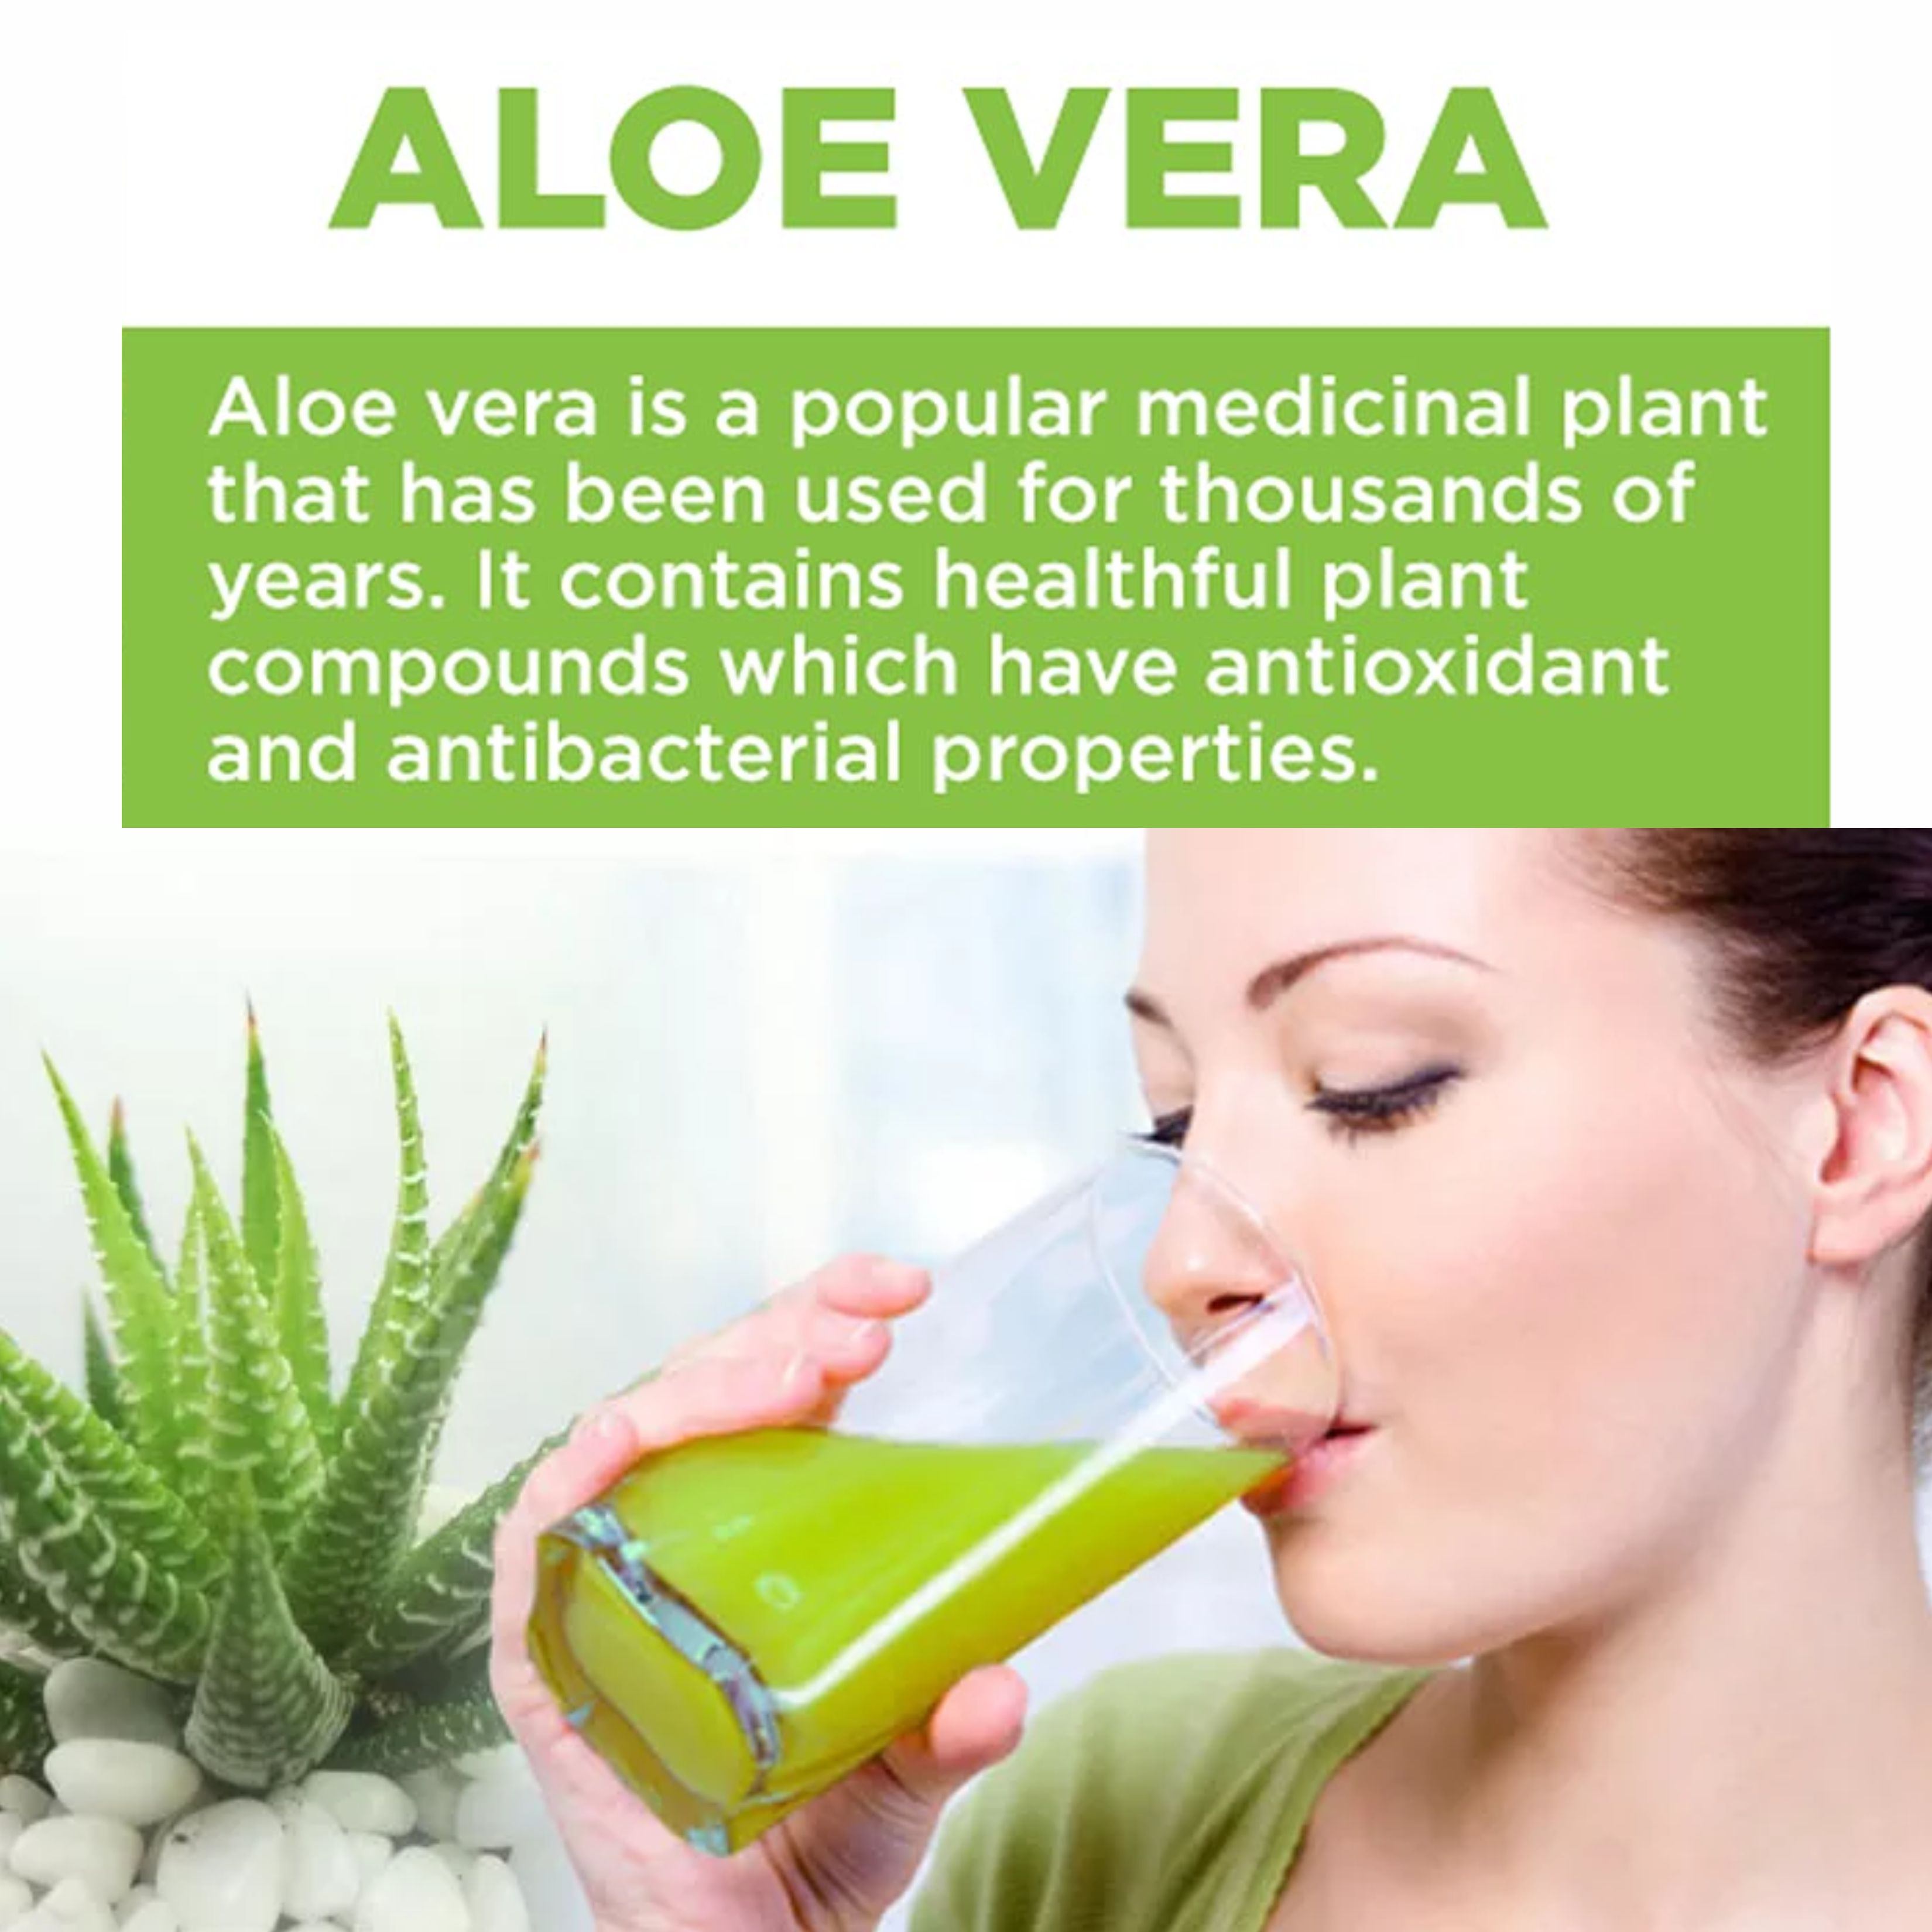 ALOE VERA
Aloe vera is a popular medicinal plant
that has been used for thousands of
years. It contains healthful plant
compounds which have antioxidant
and antibacterial properties.